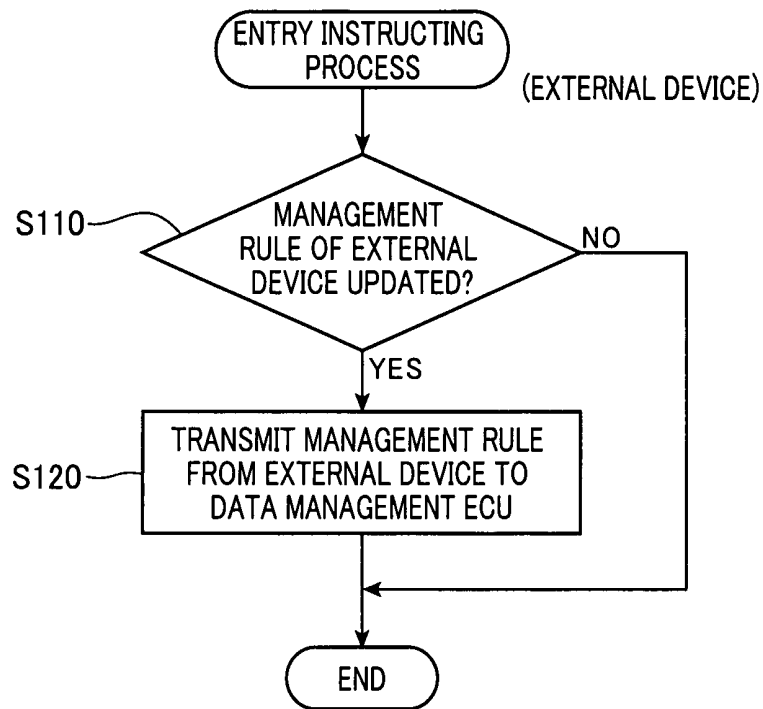 ENTRY INSTRUCTING
PROCESS
(EXTERNAL DEVICE)
S110
MANAGEMENT
RULE OF EXTERNAL
DEVICE UPDATED?
NO
YES
S120
TRANSMIT MANAGEMENT RULE
FROM EXTERNAL DEVICE TO
DATA MANAGEMENT ECU
END